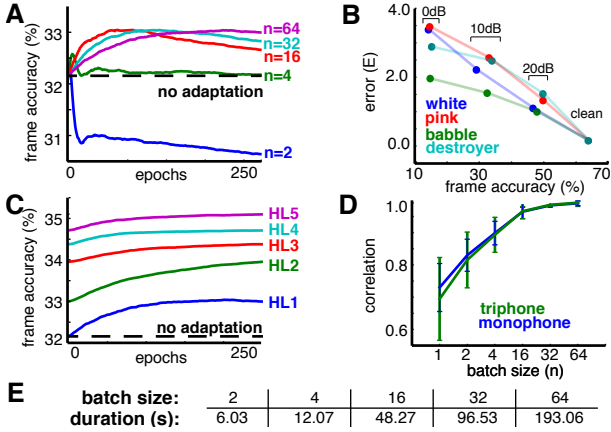 A
frame accuracy (%)
33
32
31
n=64
n=32
n=16
n=4
no adaptation
n=2
0
epochs
250
B
error (E)
4.0
2.0
0.0
0dB
10dB
20dB
clean
white
pink
babble
destroyer
10
20
30
40
50
60
70
frame accuracy (%)
C
frame accuracy (%)
35
34
33
32
HL5
HL4
HL3
HL2
HL1
no adaptation
0
epochs
250
D
correlation
1.0
0.8
0.6
triphone
monophone
1 2 4 16 32 64
batch size (n)
E
batch size: 2 4 16 32 64
duration (s): 6.03 12.07 48.27 96.53 193.06